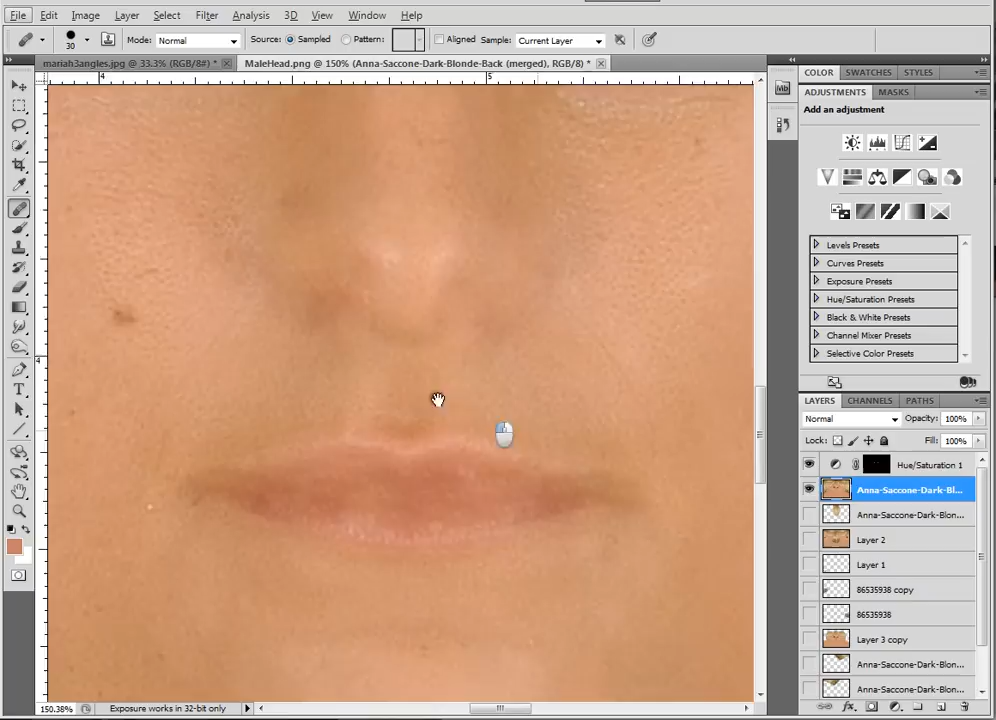 File Edit Image Layer Select Filter Analysis 3D View Window Help
30 Mode: Normal Source: Sampled Pattern: Aligned Sample: Current Layer
mariah3angles.jpg @ 33.3% (RGB/8#) * MaleHead.png @ 150% (Anna-Saccone-Dark-Blonde-Back (merged), RGB/8) *
4 5
4
COLOR SWATCHES STYLES
Mb
ADJUSTMENTS MASKS
Add an adjustment
Levels Presets
Curves Presets
Exposure Presets
Hue/Saturation Presets
Black & White Presets
Channel Mixer Presets
Selective Color Presets
LAYERS CHANNELS PATHS
Normal Opacity: 100%
Lock: Fill: 100%
Hue/Saturation 1
Anna-Saccone-Dark-Bl...
Anna-Saccone-Dark-Blon...
Layer 2
Layer 1
86535938 copy
86535938
Layer 3 copy
Anna-Saccone-Dark-Blon...
Anna-Saccone-Dark-Blon...
150.38% Exposure works in 32-bit only